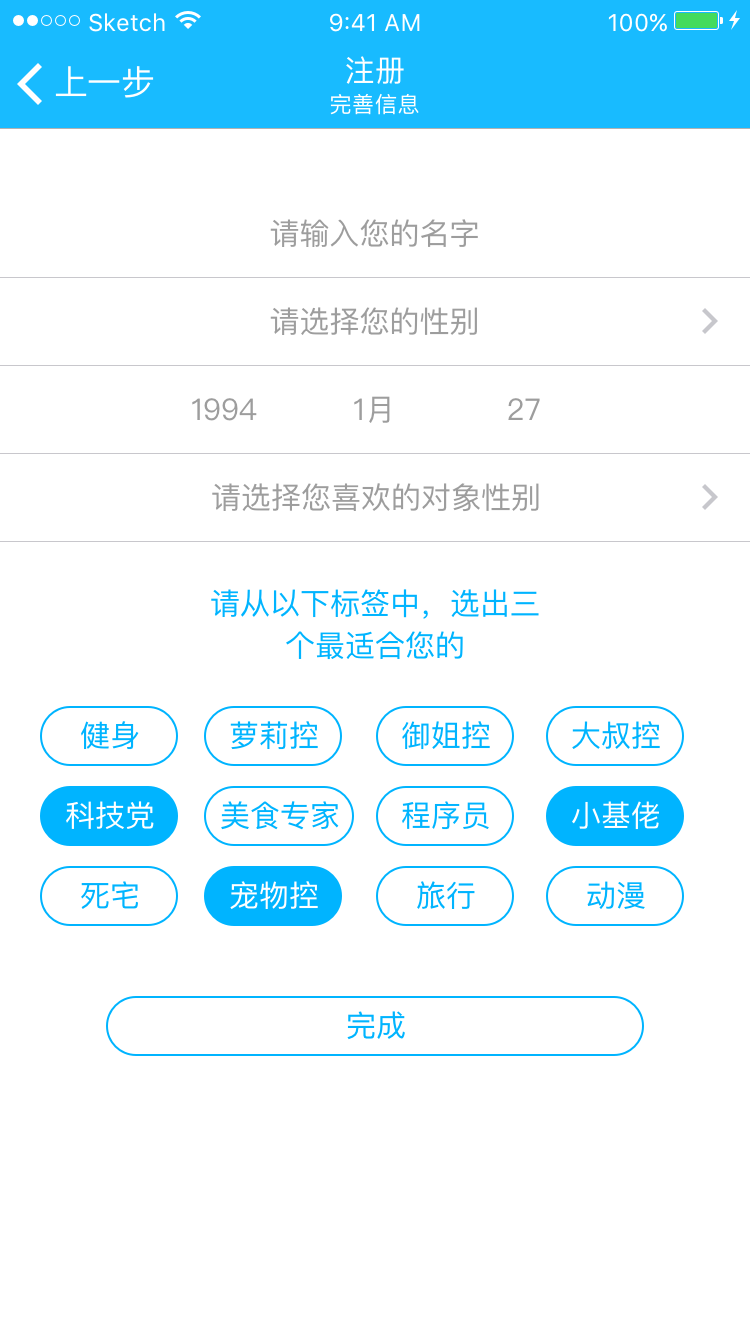 Sketch 9:41 AM 100%
上一步
注册
完善信息
请输入您的名字
请选择您的性别
1994 1月 27
请选择您喜欢的对象性别
请从以下标签中，选出三
个最适合您的
健身 萝莉控 御姐控 大叔控
科技党 美食专家 程序员 小基佬
死宅 宠物控 旅行 动漫
完成